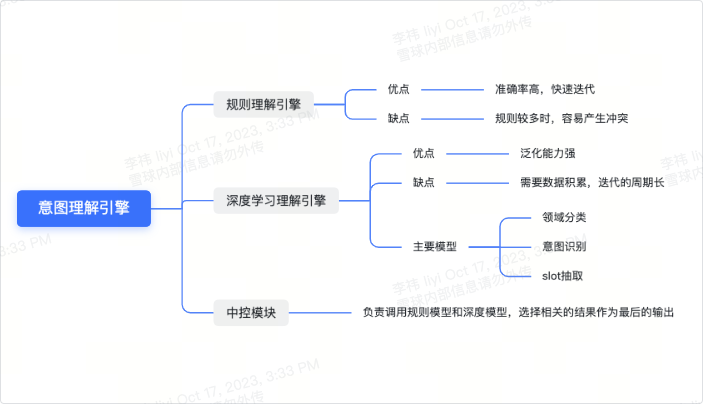 李祎 liyi Oct 17, 2023, 3:33 PM
雪球内部信息请勿外传
规则理解引擎
优点
准确率高，快速迭代
缺点
规则较多时，容易产生冲突
李祎 liyi Oct 17, 2023, 3:33 PM
雪球内部信息请勿外传
李祎 liyi
雪球内部信息
意图理解引擎
深度学习理解引擎
优点
泛化能力强
缺点
需要数据积累，迭代的周期长
主要模型
领域分类
意图识别
slot抽取
3:33 PM
李祎 liyi Oct 17, 2023, 3:33 PM
雪球内部信息请勿外传
中控模块
负责调用规则模型和深度模型，选择相关的结果作为最后的输出
李祎 liyi Oct 17, 2023, 3:33 PM
雪球内部信息请勿外传